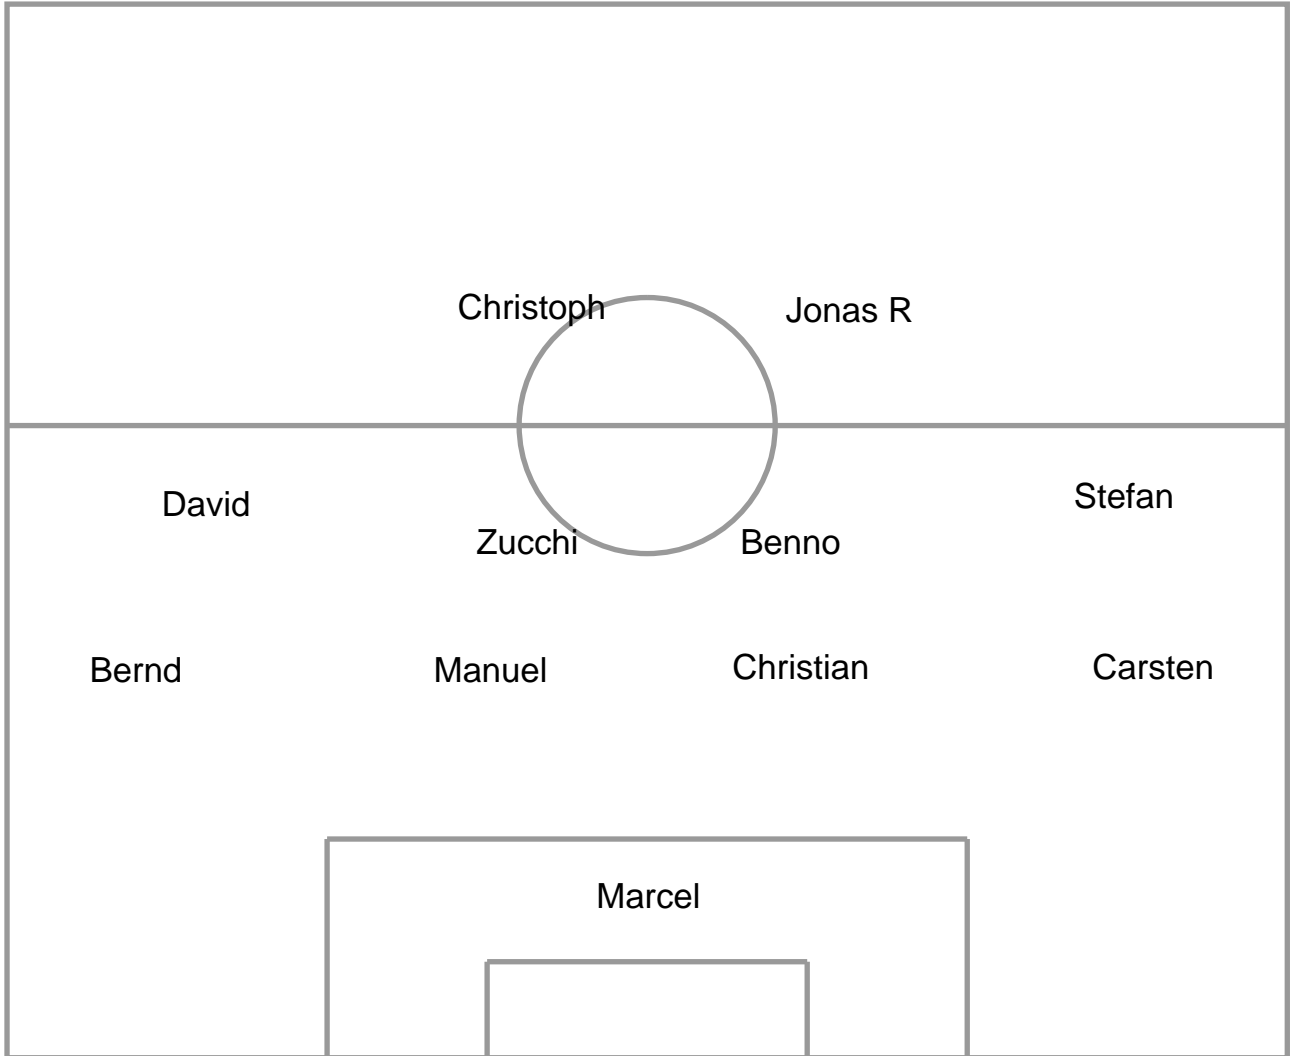 Christoph
Jonas R
David
Stefan
Zucchi
Benno
Bernd
Manuel
Christian
Carsten
Marcel